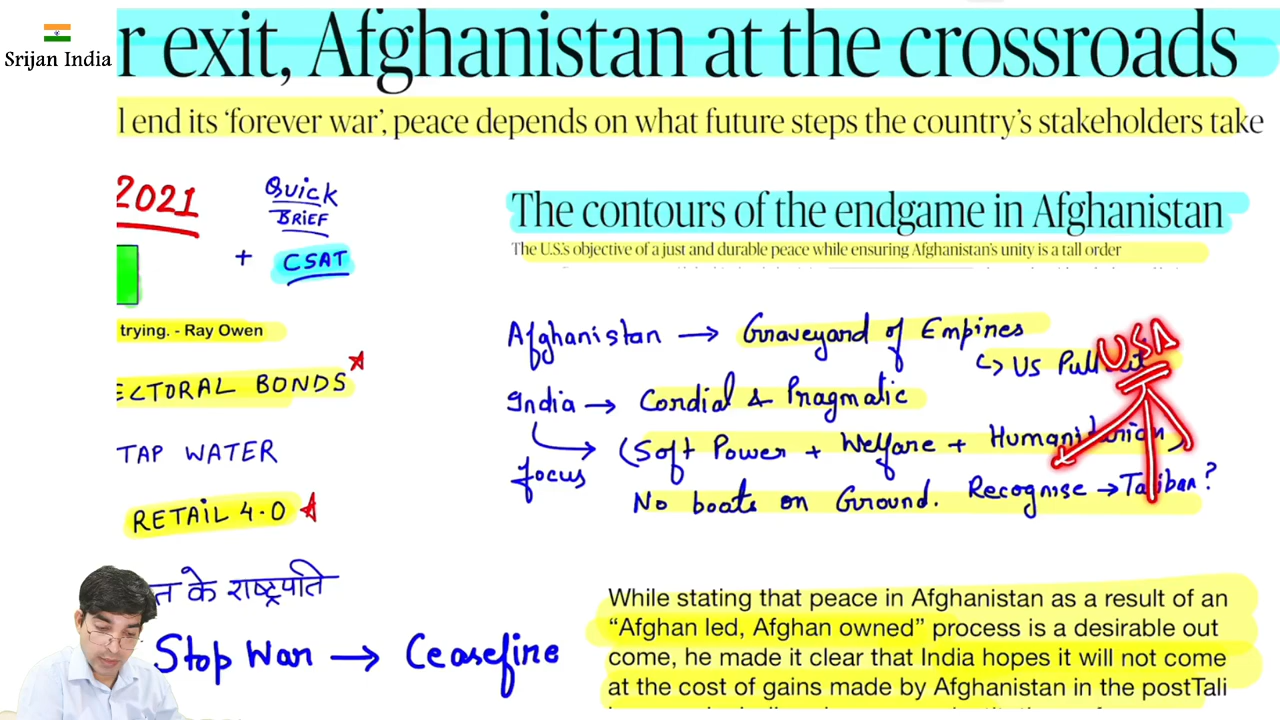 Srijan India
r exit, Afghanistan at the crossroads
l end its ‘forever war’, peace depends on what future steps the country’s stakeholders take
2021
Quick
BRIEF
+ CSAT
The contours of the endgame in Afghanistan
The U.S.’s objective of a just and durable peace while ensuring Afghanistan’s unity is a tall order
trying. - Ray Owen
ECTORAL BONDS
TAP WATER
RETAIL 4.0
त के राष्ट्रपति
Stop War → Ceasefire
Afghanistan → Graveyard of Empires
↳ US Pull
USA
India → Cordial & Pragmatic
focus → (Soft Power + Welfare + Humanitarian)
No boats on Ground. Recognise → Taliban?
While stating that peace in Afghanistan as a result of an
“Afghan led, Afghan owned” process is a desirable out
come, he made it clear that India hopes it will not come
at the cost of gains made by Afghanistan in the postTali